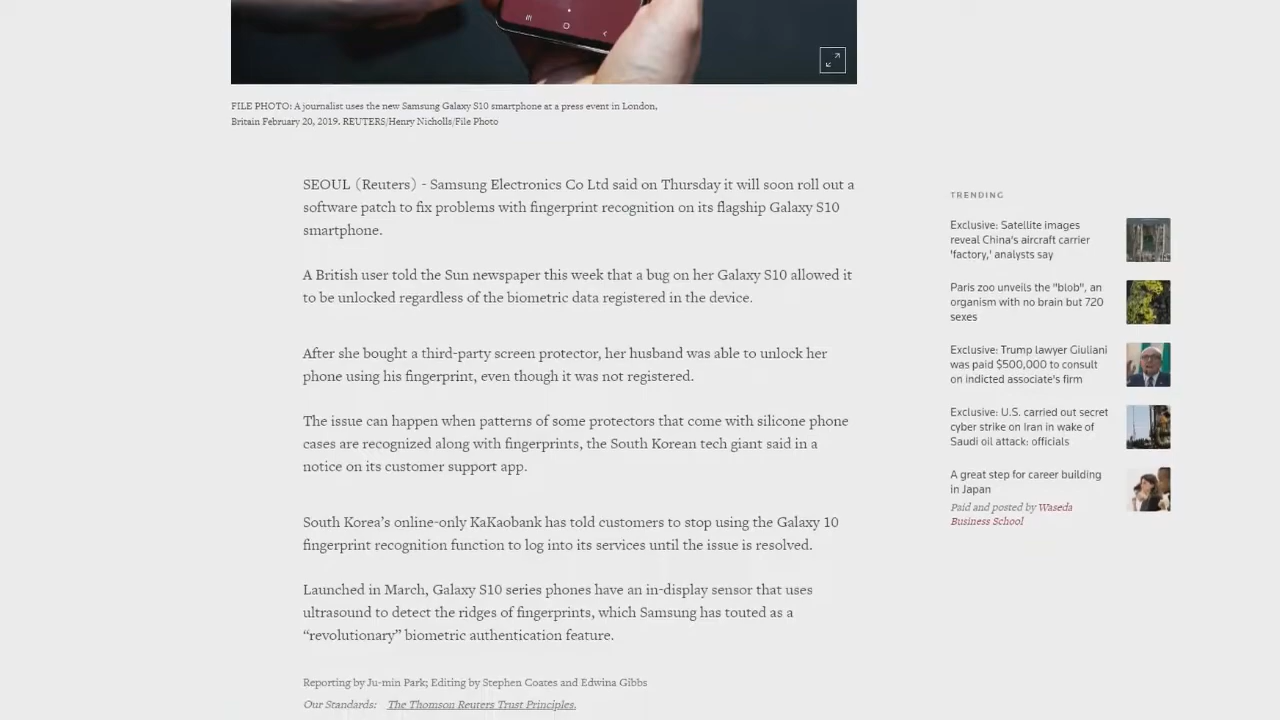 FILE PHOTO: A journalist uses the new Samsung Galaxy S10 smartphone at a press event in London,
Britain February 20, 2019. REUTERS/Henry Nicholls/File Photo
SEOUL (Reuters) - Samsung Electronics Co Ltd said on Thursday it will soon roll out a
software patch to fix problems with fingerprint recognition on its flagship Galaxy S10
smartphone.
A British user told the Sun newspaper this week that a bug on her Galaxy S10 allowed it
to be unlocked regardless of the biometric data registered in the device.
After she bought a third-party screen protector, her husband was able to unlock her
phone using his fingerprint, even though it was not registered.
The issue can happen when patterns of some protectors that come with silicone phone
cases are recognized along with fingerprints, the South Korean tech giant said in a
notice on its customer support app.
South Korea’s online-only KaKaobank has told customers to stop using the Galaxy 10
fingerprint recognition function to log into its services until the issue is resolved.
Launched in March, Galaxy S10 series phones have an in-display sensor that uses
ultrasound to detect the ridges of fingerprints, which Samsung has touted as a
“revolutionary” biometric authentication feature.
Reporting by Ju-min Park; Editing by Stephen Coates and Edwina Gibbs
Our Standards: The Thomson Reuters Trust Principles.
TRENDING
Exclusive: Satellite images
reveal China's aircraft carrier
'factory,' analysts say
Paris zoo unveils the "blob", an
organism with no brain but 720
sexes
Exclusive: Trump lawyer Giuliani
was paid $500,000 to consult
on indicted associate's firm
Exclusive: U.S. carried out secret
cyber strike on Iran in wake of
Saudi oil attack: officials
A great step for career building
in Japan
Paid and posted by Waseda
Business School